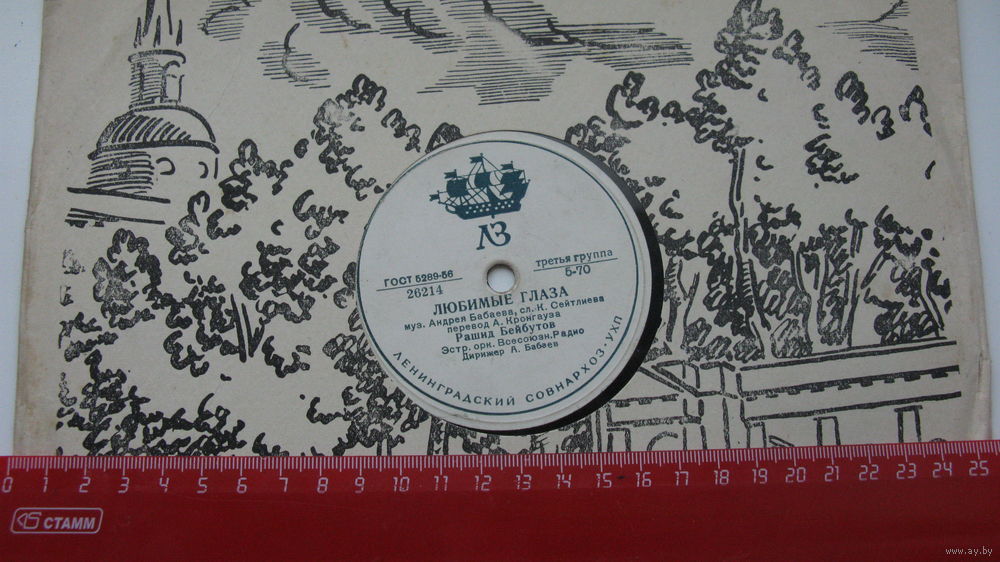 ЛЗ
ГОСТ 5289-56
26214
третья группа
5-70
ЛЮБИМЫЕ ГЛАЗА
муз. Андрея Бабаева, сл. К. Сейтлиева
перевод А. Кронгауза
Рашид Бейбутов
Эстр. орк. Всесоюзн. Радио
Дирижер А. Бабаев
ЛЕНИНГРАДСКИЙ СОВНАРХОЗ·УХП
0 1 2 3 4 5 6 7 8 9 10 11 12 13 14 15 16 17 18 19 20 21 22 23 24 25
СТАММ
www.ay.by